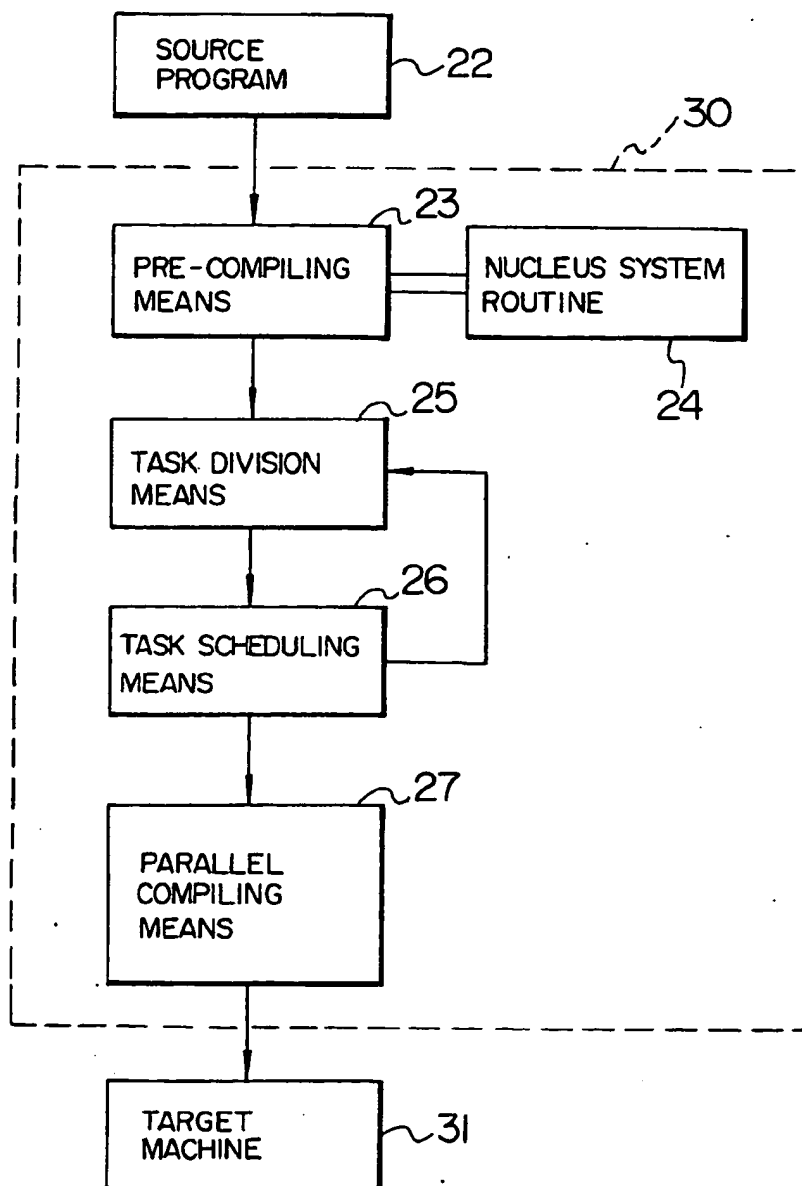 SOURCE
PROGRAM
22
30
23
PRE-COMPILING
MEANS
NUCLEUS SYSTEM
ROUTINE
24
25
TASK DIVISION
MEANS
26
TASK SCHEDULING
MEANS
27
PARALLEL
COMPILING
MEANS
TARGET
MACHINE
31